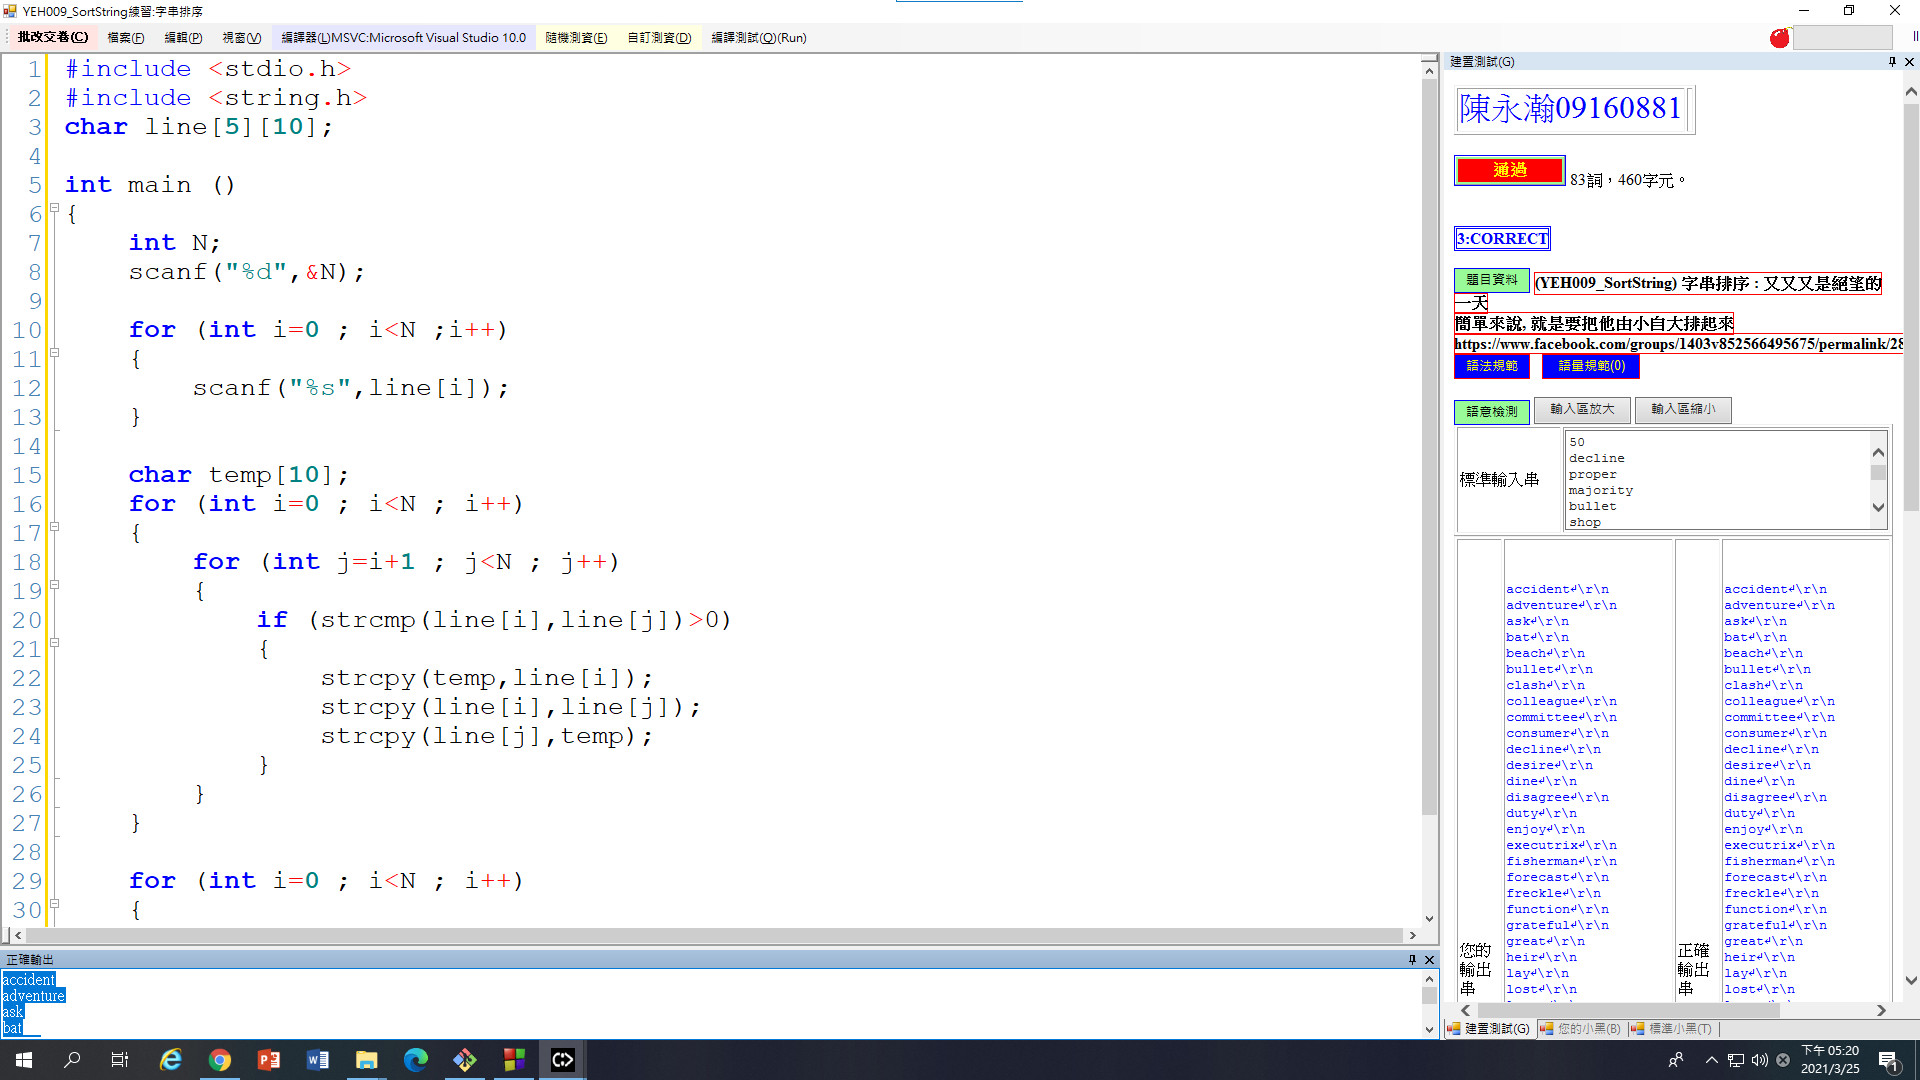 YEH009_SortString練習:字串排序
批改交卷(C) 檔案(F) 編輯(P) 視窗(V) 編譯器(L)MSVC:Microsoft Visual Studio 10.0 隨機測資(E) 自訂測資(D) 編譯測試(Q)(Run)
1 #include <stdio.h>
2 #include <string.h>
3 char line[5][10];
4
5 int main ()
6 {
7 int N;
8 scanf("%d",&N);
9
10 for (int i=0 ; i<N ;i++)
11 {
12 scanf("%s",line[i]);
13 }
14
15 char temp[10];
16 for (int i=0 ; i<N ; i++)
17 {
18 for (int j=i+1 ; j<N ; j++)
19 {
20 if (strcmp(line[i],line[j])>0)
21 {
22 strcpy(temp,line[i]);
23 strcpy(line[i],line[j]);
24 strcpy(line[j],temp);
25 }
26 }
27 }
28
29 for (int i=0 ; i<N ; i++)
30 {
正確輸出
accident
adventure
ask
bat
建置測試(G)
陳永瀚09160881
通過 83詞，460字元。
3:CORRECT
題目資料 (YEH009_SortString) 字串排序 : 又又又是絕望的
一天
簡單來說, 就是要把他由小自大排起來
https://www.facebook.com/groups/1403v852566495675/permalink/28
語法規範 語量規範(0)
語意檢測 輸入區放大 輸入區縮小
標準輸入串
50
decline
proper
majority
bullet
shop
您的輸出串
accident↲\r\n
adventure↲\r\n
ask↲\r\n
bat↲\r\n
beach↲\r\n
bullet↲\r\n
clash↲\r\n
colleague↲\r\n
committee↲\r\n
consumer↲\r\n
decline↲\r\n
desire↲\r\n
dine↲\r\n
disagree↲\r\n
duty↲\r\n
enjoy↲\r\n
executrix↲\r\n
fisherman↲\r\n
forecast↲\r\n
freckle↲\r\n
function↲\r\n
grateful↲\r\n
great↲\r\n
heir↲\r\n
lay↲\r\n
lost↲\r\n
正確輸出串
accident↲\r\n
adventure↲\r\n
ask↲\r\n
bat↲\r\n
beach↲\r\n
bullet↲\r\n
clash↲\r\n
colleague↲\r\n
committee↲\r\n
consumer↲\r\n
decline↲\r\n
desire↲\r\n
dine↲\r\n
disagree↲\r\n
duty↲\r\n
enjoy↲\r\n
executrix↲\r\n
fisherman↲\r\n
forecast↲\r\n
freckle↲\r\n
function↲\r\n
grateful↲\r\n
great↲\r\n
heir↲\r\n
lay↲\r\n
lost↲\r\n
建置測試(G) 您的小黑(B) 標準小黑(T)
下午 05:20
2021/3/25
1